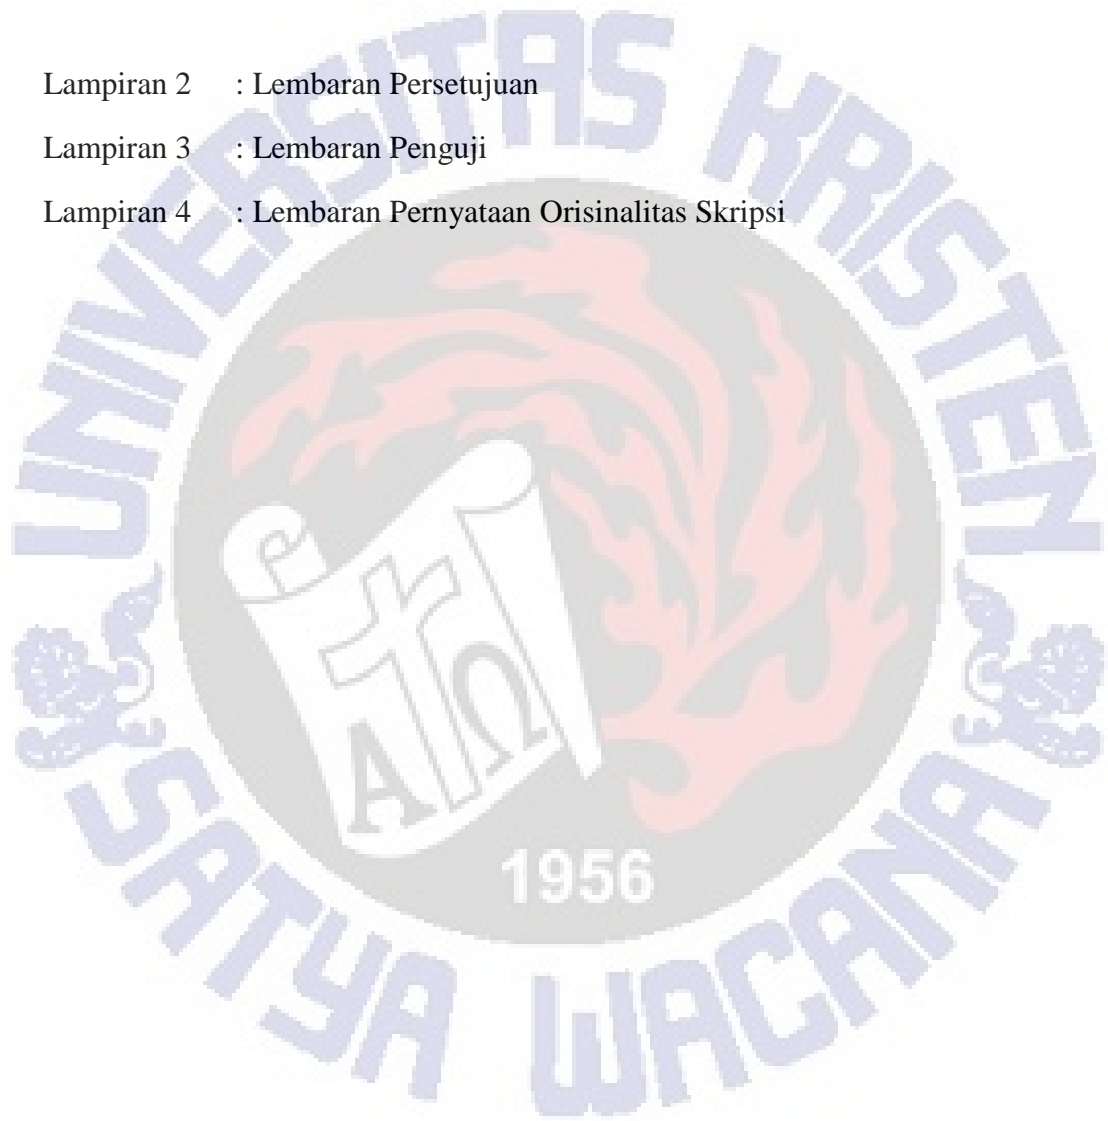 Lampiran 2 : Lembaran Persetujuan
Lampiran 3 : Lembaran Penguji
Lampiran 4 : Lembaran Pernyataan Orisinalitas Skripsi
UNIVERSITAS KRISTEN
Α Ω
1956
SATYA WACANA